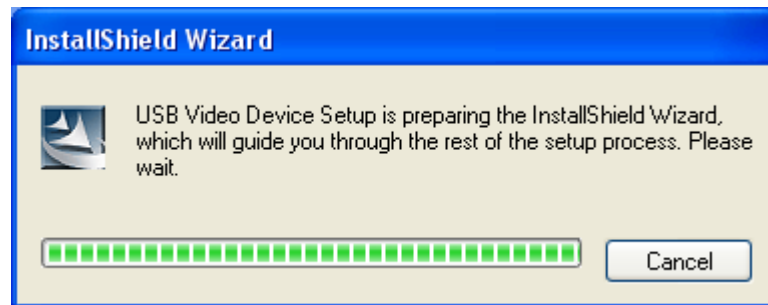 InstallShield Wizard
USB Video Device Setup is preparing the InstallShield Wizard,
which will guide you through the rest of the setup process. Please
wait.
Cancel